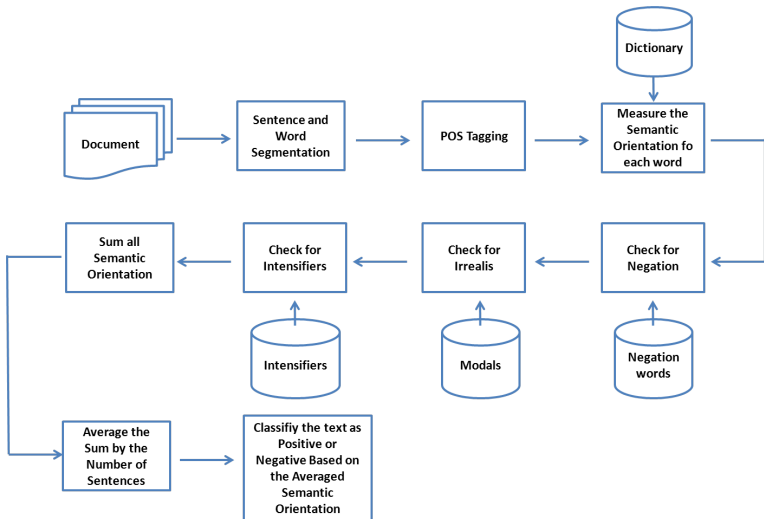 Dictionary
Document
Sentence and
Word
Segmentation
POS Tagging
Measure the
Semantic
Orientation fo
each word
Sum all
Semantic
Orientation
Check for
Intensifiers
Check for
Irrealis
Check for
Negation
Intensifiers
Modals
Negation
words
Average the
Sum by the
Number of
Sentences
Classifiy the text as
Positive or
Negative Based on
the Averaged
Semantic
Orientation